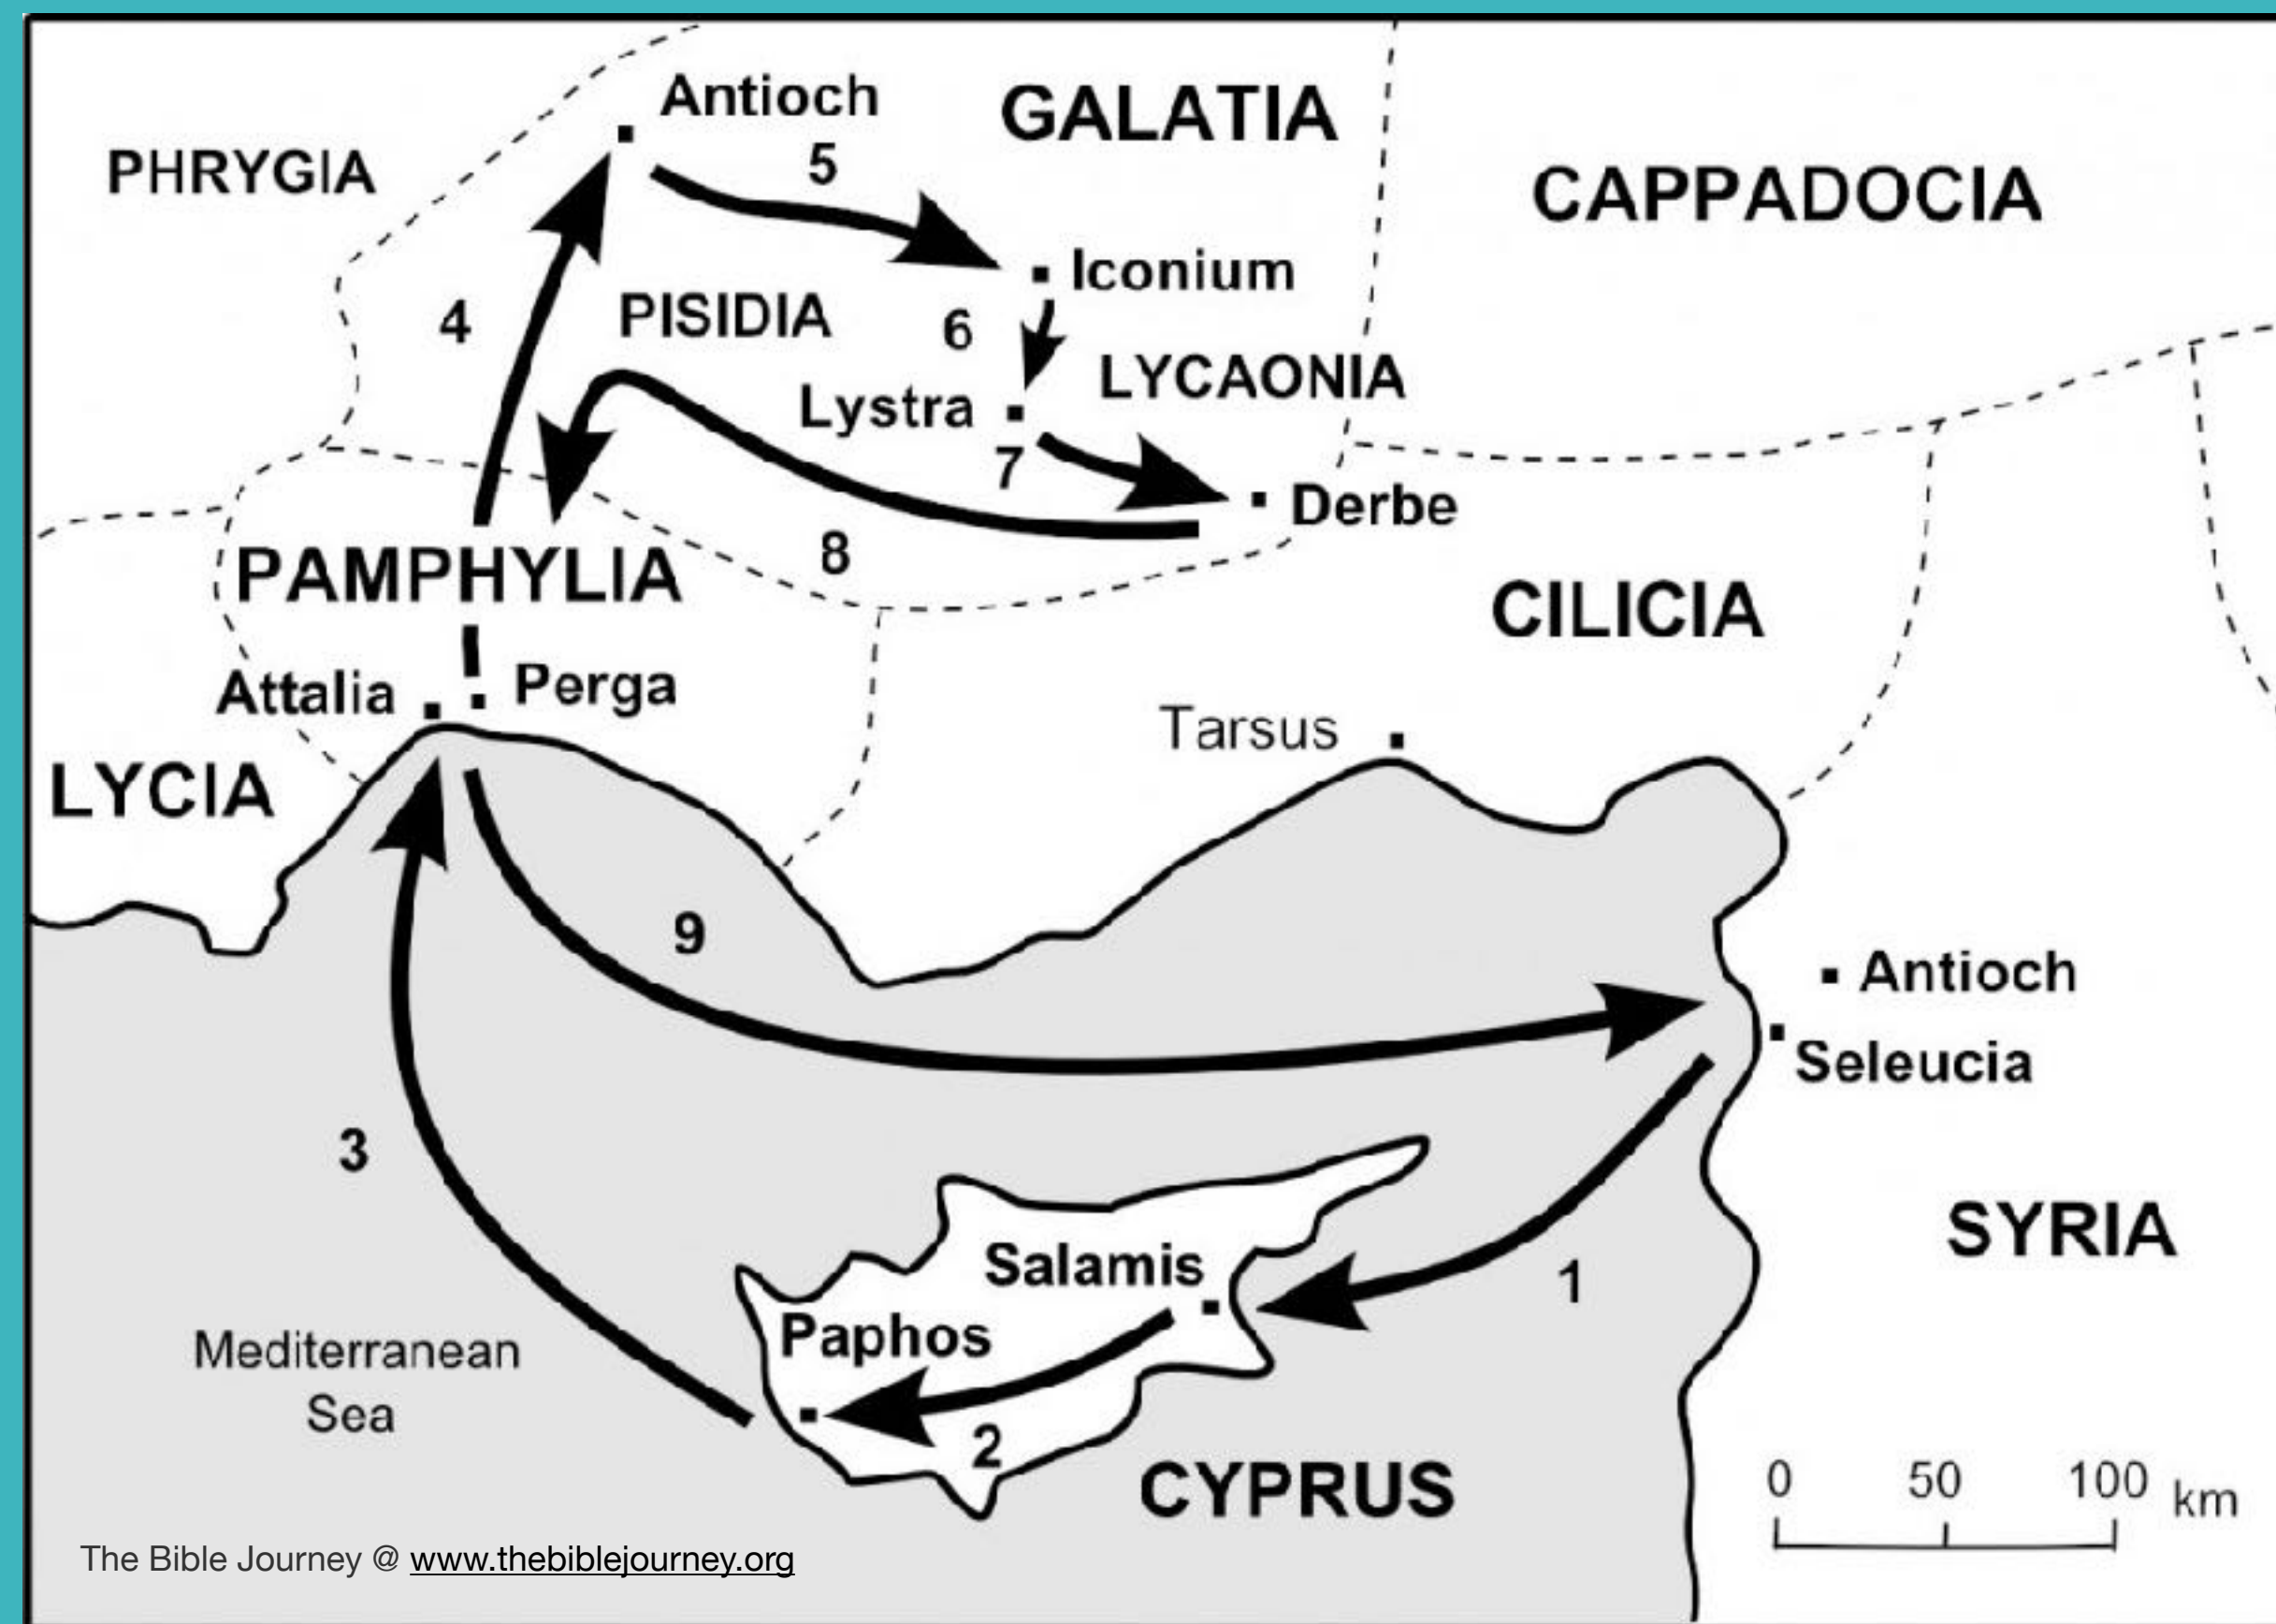 Antioch
GALATIA
PHRYGIA
5
CAPPADOCIA
Iconium
4
PISIDIA
6
LYCAONIA
Lystra
7
Derbe
8
PAMPHYLIA
CILICIA
Attalia
Perga
Tarsus
LYCIA
9
Antioch
Seleucia
3
SYRIA
Salamis
1
Paphos
Mediterranean
Sea
2
CYPRUS
0 50 100 km
The Bible Journey @ www.thebiblejourney.org